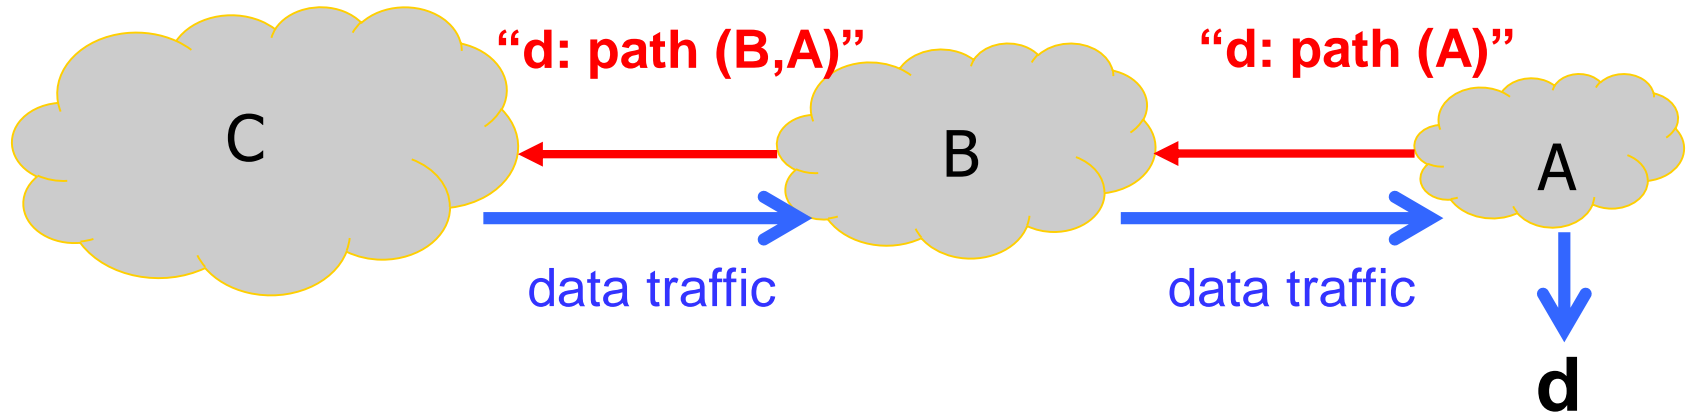 “d: path (B,A)”
“d: path (A)”
C
B
A
data traffic
data traffic
d